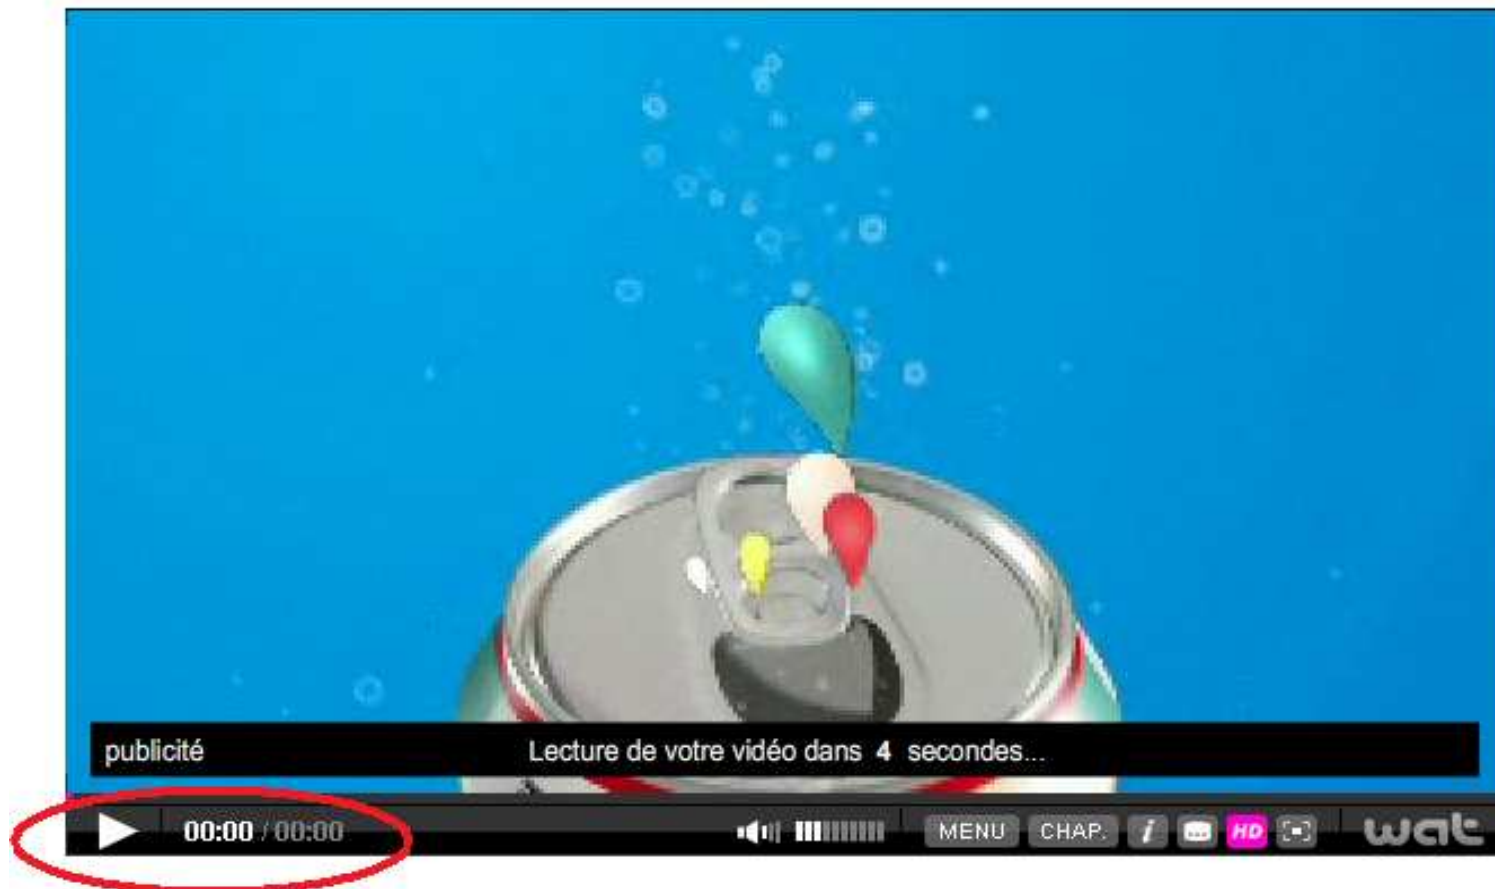 publicité Lecture de votre vidéo dans 4 secondes...
00:00 / 00:00 MENU CHAP. i HD wat